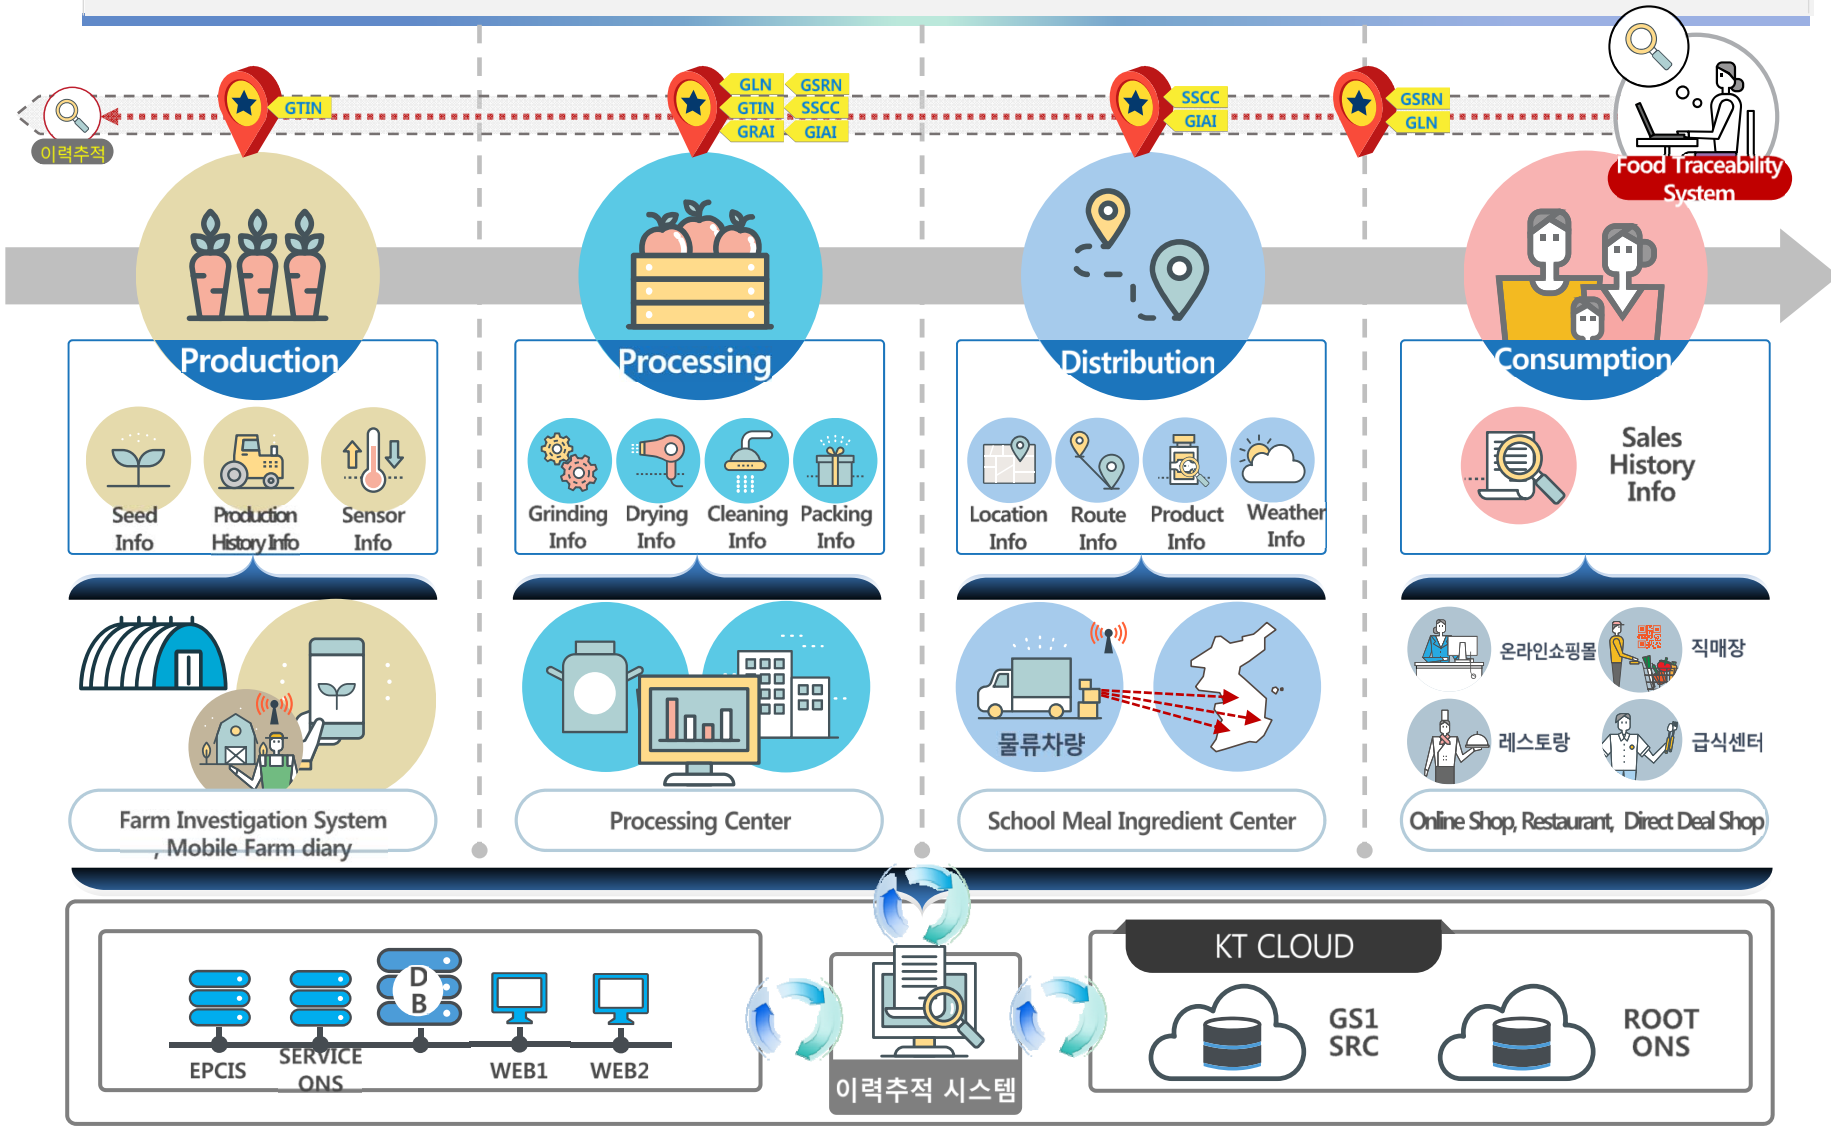 GTIN
GLN GSRN
GTIN SSCC
GRAI GIAI
SSCC
GIAI
GSRN
GLN
이력추적
Food Traceability
System
Production
Processing
Distribution
Consumption
Seed
Info
Production
History Info
Sensor
Info
Grinding
Info
Drying
Info
Cleaning
Info
Packing
Info
Location
Info
Route
Info
Product
Info
Weather
Info
Sales
History
Info
물류차량
온라인쇼핑몰
직매장
레스토랑
급식센터
Farm Investigation System
, Mobile Farm diary
Processing Center
School Meal Ingredient Center
Online Shop, Restaurant, Direct Deal Shop
EPCIS
SERVICE
ONS
D
B
WEB1
WEB2
이력추적 시스템
KT CLOUD
GS1
SRC
ROOT
ONS